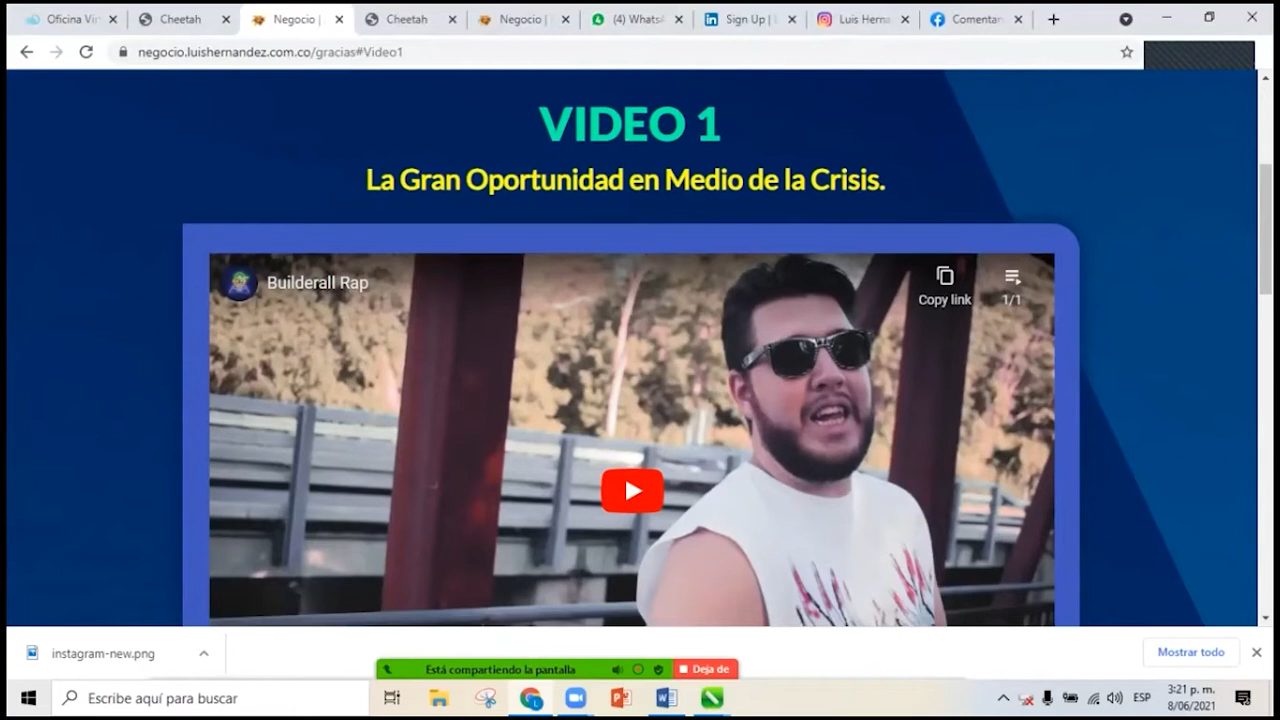 Oficina Vir
Cheetah
Negocio |
Cheetah
Negocio |
(4) Whats
Sign Up |
Luis Herna
Comentar
negocio.luishernandez.com.co/gracias#Video1
VIDEO 1
La Gran Oportunidad en Medio de la Crisis.
Builderall Rap
Copy link
1/1
instagram-new.png
Mostrar todo
Está compartiendo la pantalla
Deja de
Escribe aquí para buscar
ESP
3:21 p. m.
8/06/2021